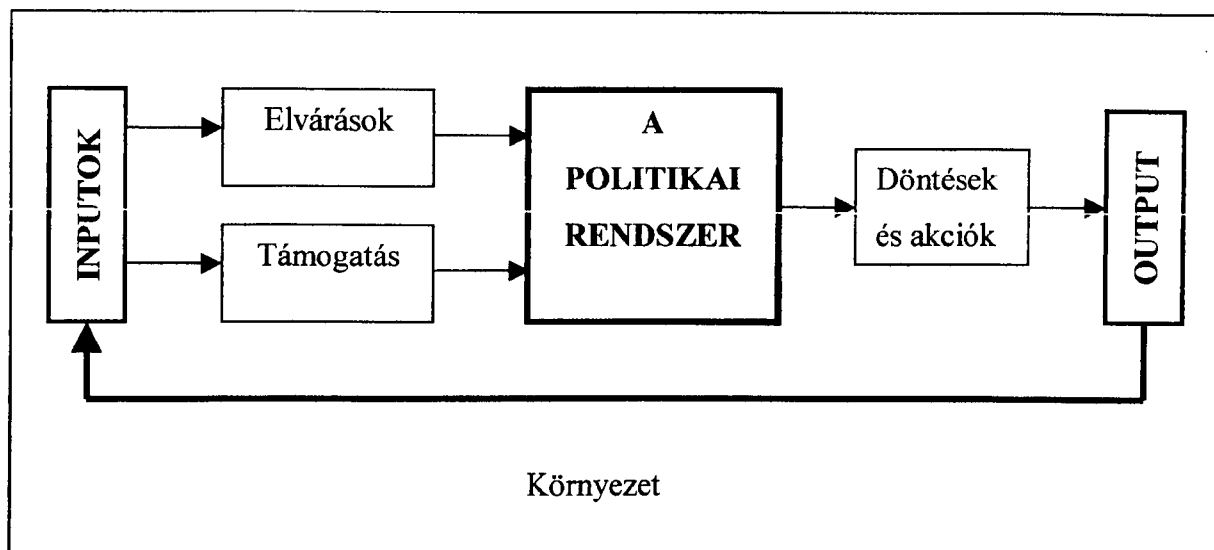 INPUTOK
Elvárások
Támogatás
A
POLITIKAI
RENDSZER
Döntések
és akciók
OUTPUT
Környezet